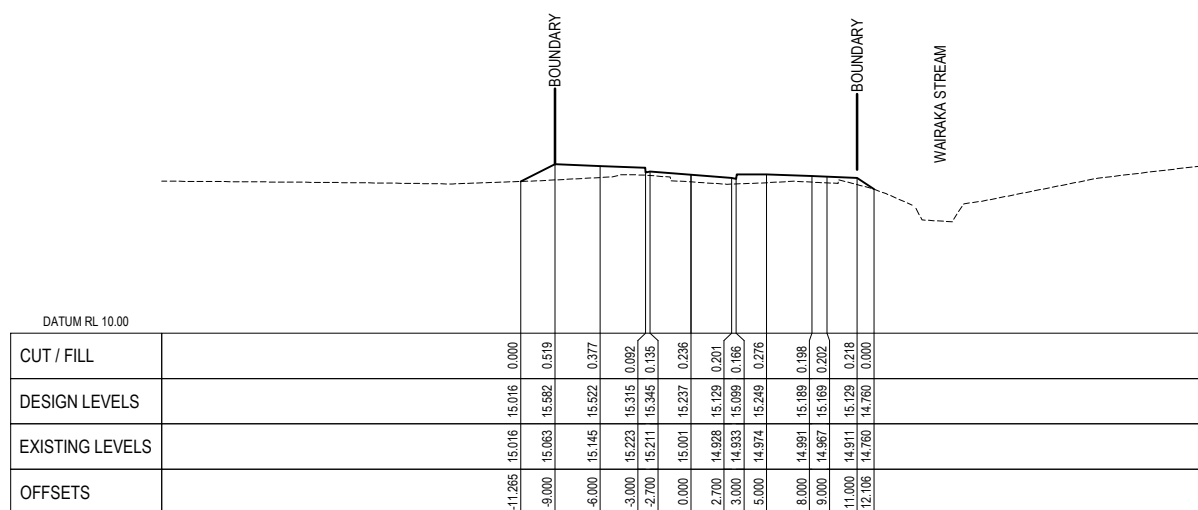 BOUNDARY
BOUNDARY
WAIRAKA STREAM
DATUM RL 10.00
CUT / FILL 0.000 0.519 0.377 0.092 0.135 0.236 0.201 0.166 0.276 0.198 0.202 0.218 0.000
DESIGN LEVELS 15.016 15.582 15.522 15.315 15.345 15.237 15.129 15.099 15.249 15.189 15.169 15.129 14.760
EXISTING LEVELS 15.016 15.063 15.145 15.223 15.211 15.001 14.928 14.933 14.974 14.991 14.967 14.911 14.760
OFFSETS -11.265 -9.000 -6.000 -3.000 -2.700 0.000 2.700 3.000 5.000 8.000 9.000 11.000 12.106